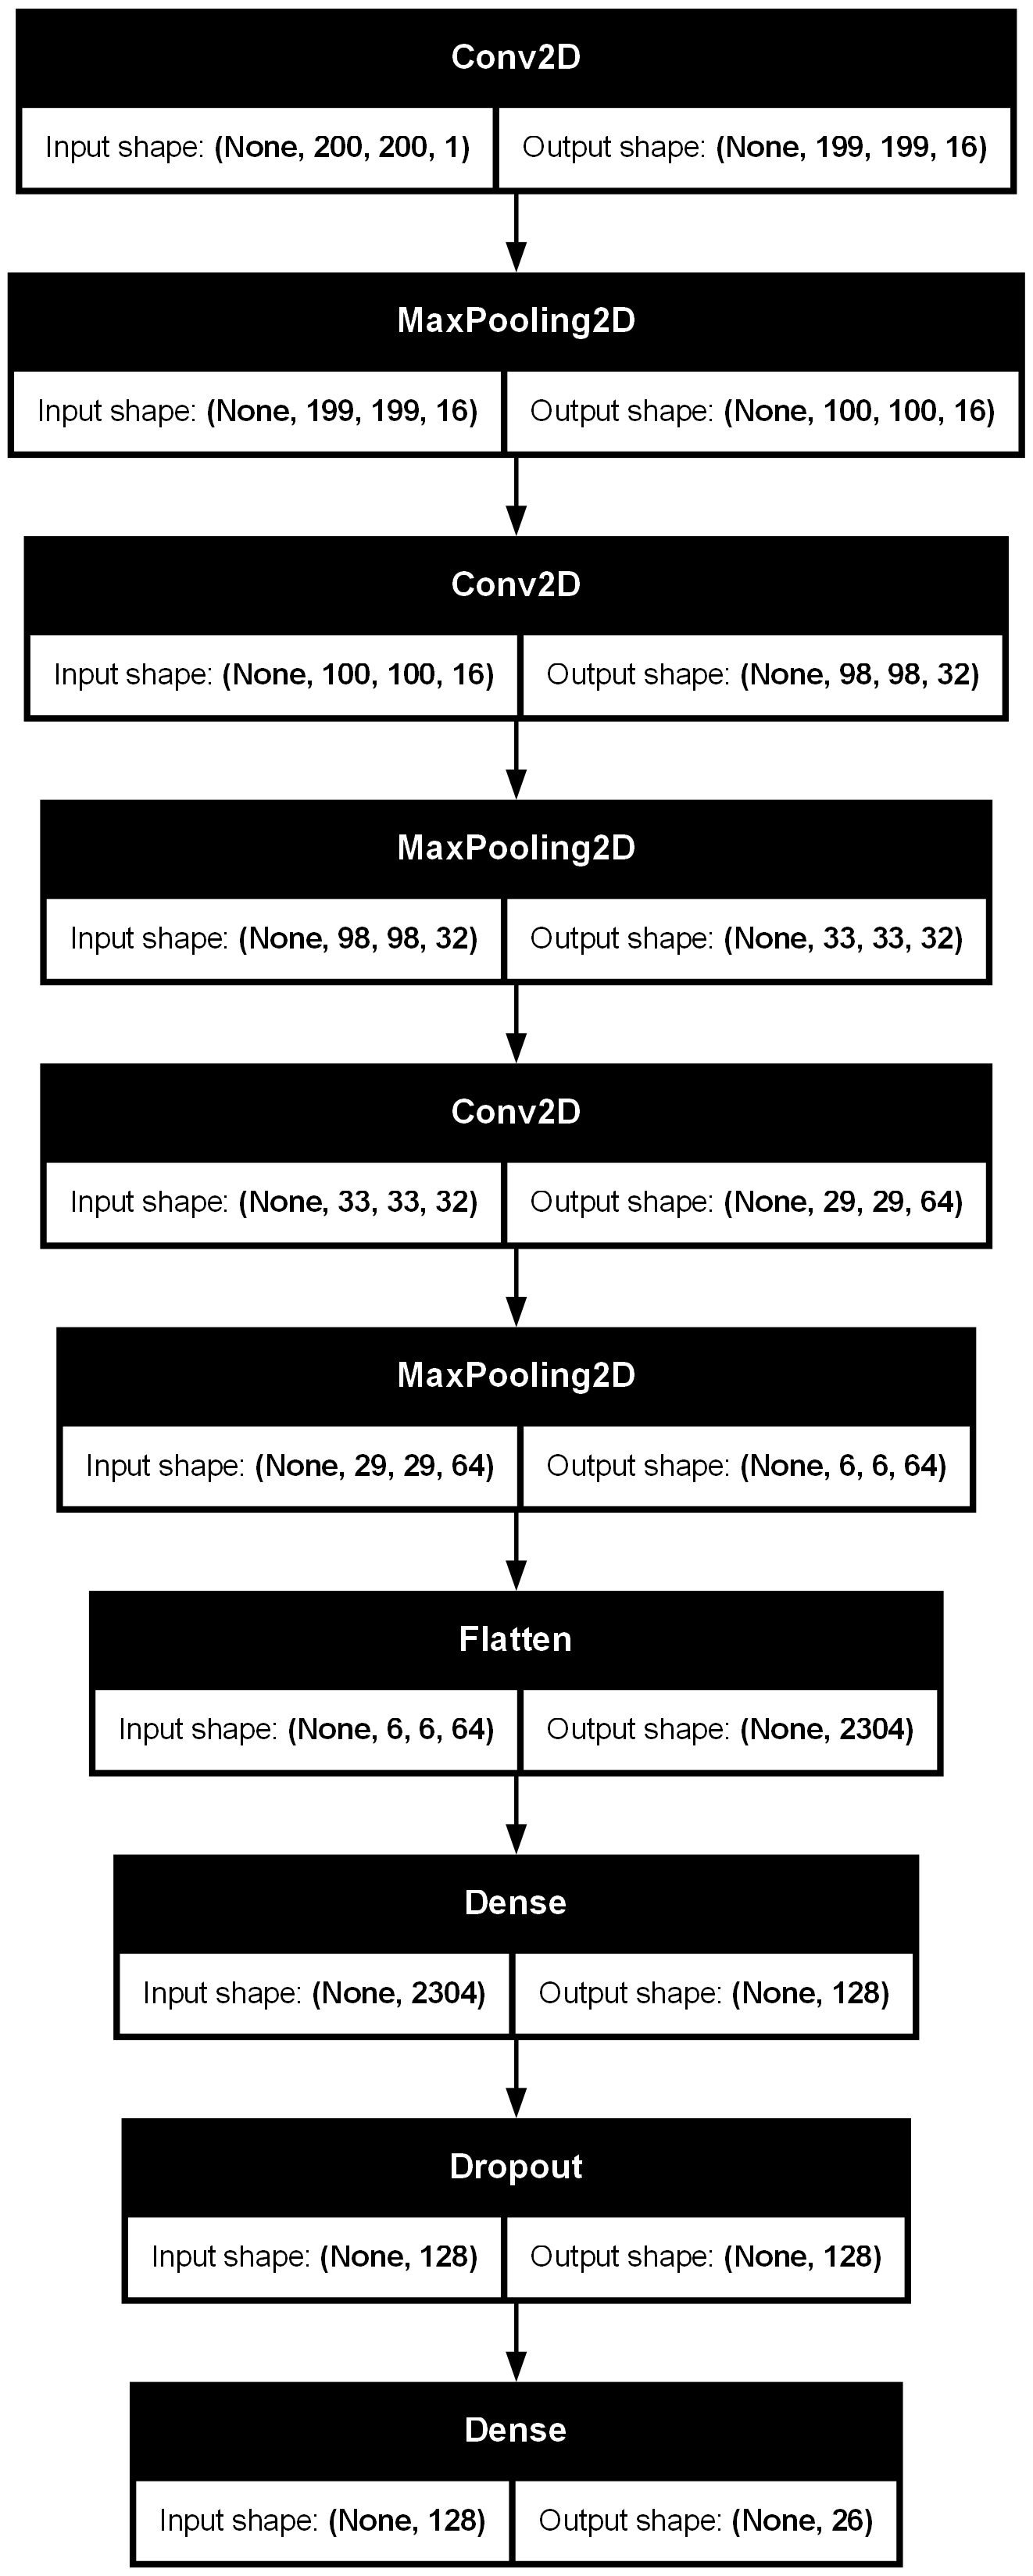 Conv2D
Input shape: (None, 200, 200, 1) Output shape: (None, 199, 199, 16)
MaxPooling2D
Input shape: (None, 199, 199, 16) Output shape: (None, 100, 100, 16)
Conv2D
Input shape: (None, 100, 100, 16) Output shape: (None, 98, 98, 32)
MaxPooling2D
Input shape: (None, 98, 98, 32) Output shape: (None, 33, 33, 32)
Conv2D
Input shape: (None, 33, 33, 32) Output shape: (None, 29, 29, 64)
MaxPooling2D
Input shape: (None, 29, 29, 64) Output shape: (None, 6, 6, 64)
Flatten
Input shape: (None, 6, 6, 64) Output shape: (None, 2304)
Dense
Input shape: (None, 2304) Output shape: (None, 128)
Dropout
Input shape: (None, 128) Output shape: (None, 128)
Dense
Input shape: (None, 128) Output shape: (None, 26)